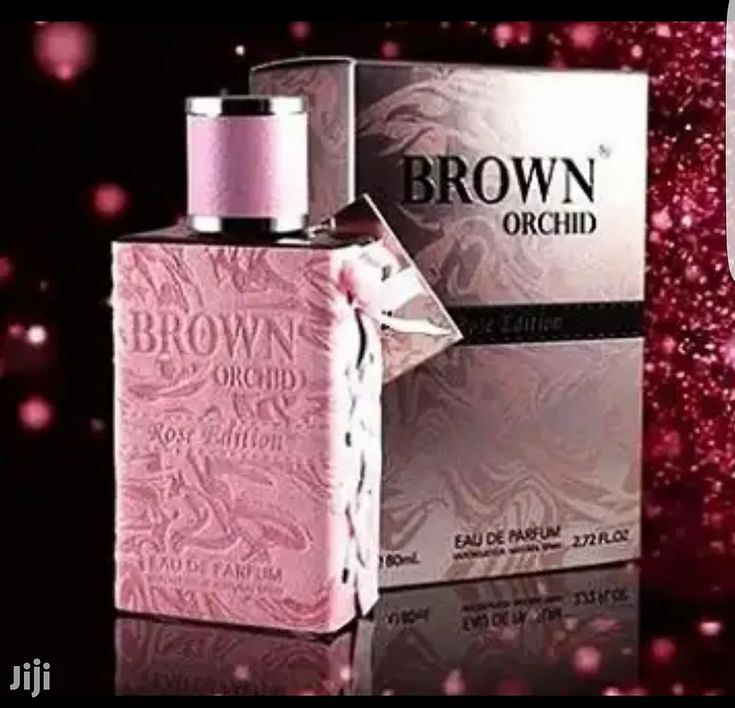 BROWN®
ORCHID
Rose Edition
80mL
EAU DE PARFUM
2.72 FL.OZ
BROWN
ORCHID
Rose Edition
EAU DE PARFUM
Jiji